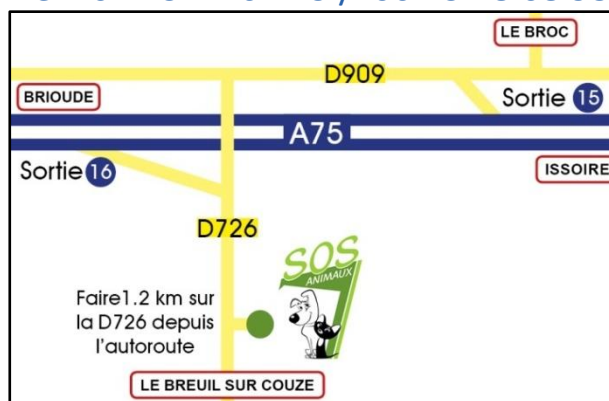 LE BROC
D909
BRIOUDE
Sortie 15
A75
ISSOIRE
Sortie 16
D726
SOS
ANIMAUX
Faire1.2 km sur
la D726 depuis
l'autoroute
LE BREUIL SUR COUZE